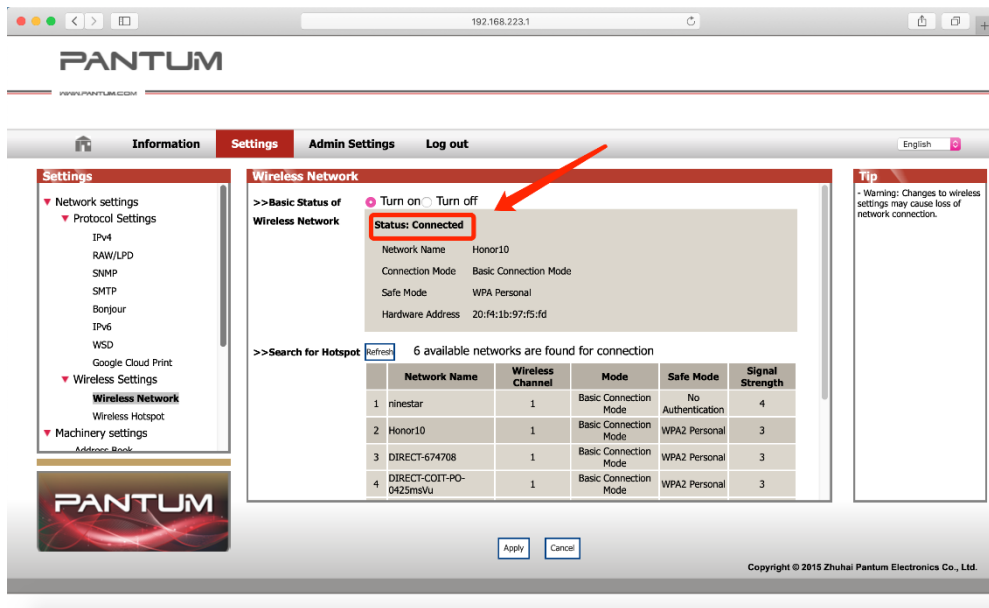 192.168.223.1
PANTUM
WWW.PANTUM.COM
Information Settings Admin Settings Log out English
Settings
Network settings
Protocol Settings
IPv4
RAW/LPD
SNMP
SMTP
Bonjour
IPv6
WSD
Google Cloud Print
Wireless Settings
Wireless Network
Wireless Hotspot
Machinery settings
Address Book
PANTUM
Wireless Network
>>Basic Status of Wireless Network
Turn on Turn off
Status: Connected
Network Name Honor10
Connection Mode Basic Connection Mode
Safe Mode WPA Personal
Hardware Address 20:f4:1b:97:f5:fd
>>Search for Hotspot Refresh 6 available networks are found for connection
Network Name Wireless Channel Mode Safe Mode Signal Strength
1 ninestar 1 Basic Connection Mode No Authentication 4
2 Honor10 1 Basic Connection Mode WPA2 Personal 3
3 DIRECT-674708 1 Basic Connection Mode WPA2 Personal 3
4 DIRECT-COIT-PO-0425msVu 1 Basic Connection Mode WPA2 Personal 3
Tip
- Warning: Changes to wireless
settings may cause loss of
network connection.
Apply Cancel
Copyright © 2015 Zhuhai Pantum Electronics Co., Ltd.